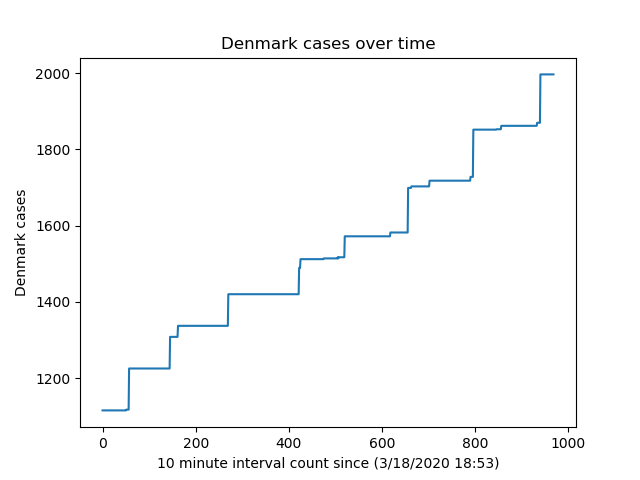 Denmark cases over time
2000
1800
1600
1400
1200
Denmark cases
0 200 400 600 800 1000
10 minute interval count since (3/18/2020 18:53)